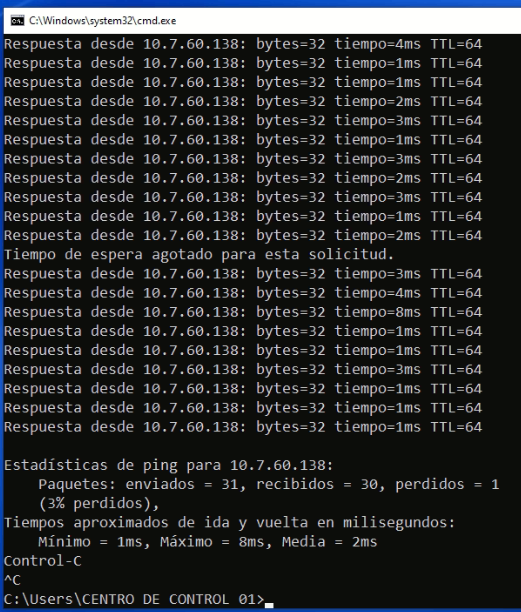 C:\Windows\system32\cmd.exe
Respuesta desde 10.7.60.138: bytes=32 tiempo=4ms TTL=64
Respuesta desde 10.7.60.138: bytes=32 tiempo=1ms TTL=64
Respuesta desde 10.7.60.138: bytes=32 tiempo=1ms TTL=64
Respuesta desde 10.7.60.138: bytes=32 tiempo=2ms TTL=64
Respuesta desde 10.7.60.138: bytes=32 tiempo=3ms TTL=64
Respuesta desde 10.7.60.138: bytes=32 tiempo=1ms TTL=64
Respuesta desde 10.7.60.138: bytes=32 tiempo=3ms TTL=64
Respuesta desde 10.7.60.138: bytes=32 tiempo=2ms TTL=64
Respuesta desde 10.7.60.138: bytes=32 tiempo=3ms TTL=64
Respuesta desde 10.7.60.138: bytes=32 tiempo=1ms TTL=64
Respuesta desde 10.7.60.138: bytes=32 tiempo=2ms TTL=64
Tiempo de espera agotado para esta solicitud.
Respuesta desde 10.7.60.138: bytes=32 tiempo=3ms TTL=64
Respuesta desde 10.7.60.138: bytes=32 tiempo=4ms TTL=64
Respuesta desde 10.7.60.138: bytes=32 tiempo=8ms TTL=64
Respuesta desde 10.7.60.138: bytes=32 tiempo=1ms TTL=64
Respuesta desde 10.7.60.138: bytes=32 tiempo=1ms TTL=64
Respuesta desde 10.7.60.138: bytes=32 tiempo=3ms TTL=64
Respuesta desde 10.7.60.138: bytes=32 tiempo=1ms TTL=64
Respuesta desde 10.7.60.138: bytes=32 tiempo=1ms TTL=64
Respuesta desde 10.7.60.138: bytes=32 tiempo=1ms TTL=64
Estadísticas de ping para 10.7.60.138:
Paquetes: enviados = 31, recibidos = 30, perdidos = 1
(3% perdidos),
Tiempos aproximados de ida y vuelta en milisegundos:
Mínimo = 1ms, Máximo = 8ms, Media = 2ms
Control-C
^C
C:\Users\CENTRO DE CONTROL 01>